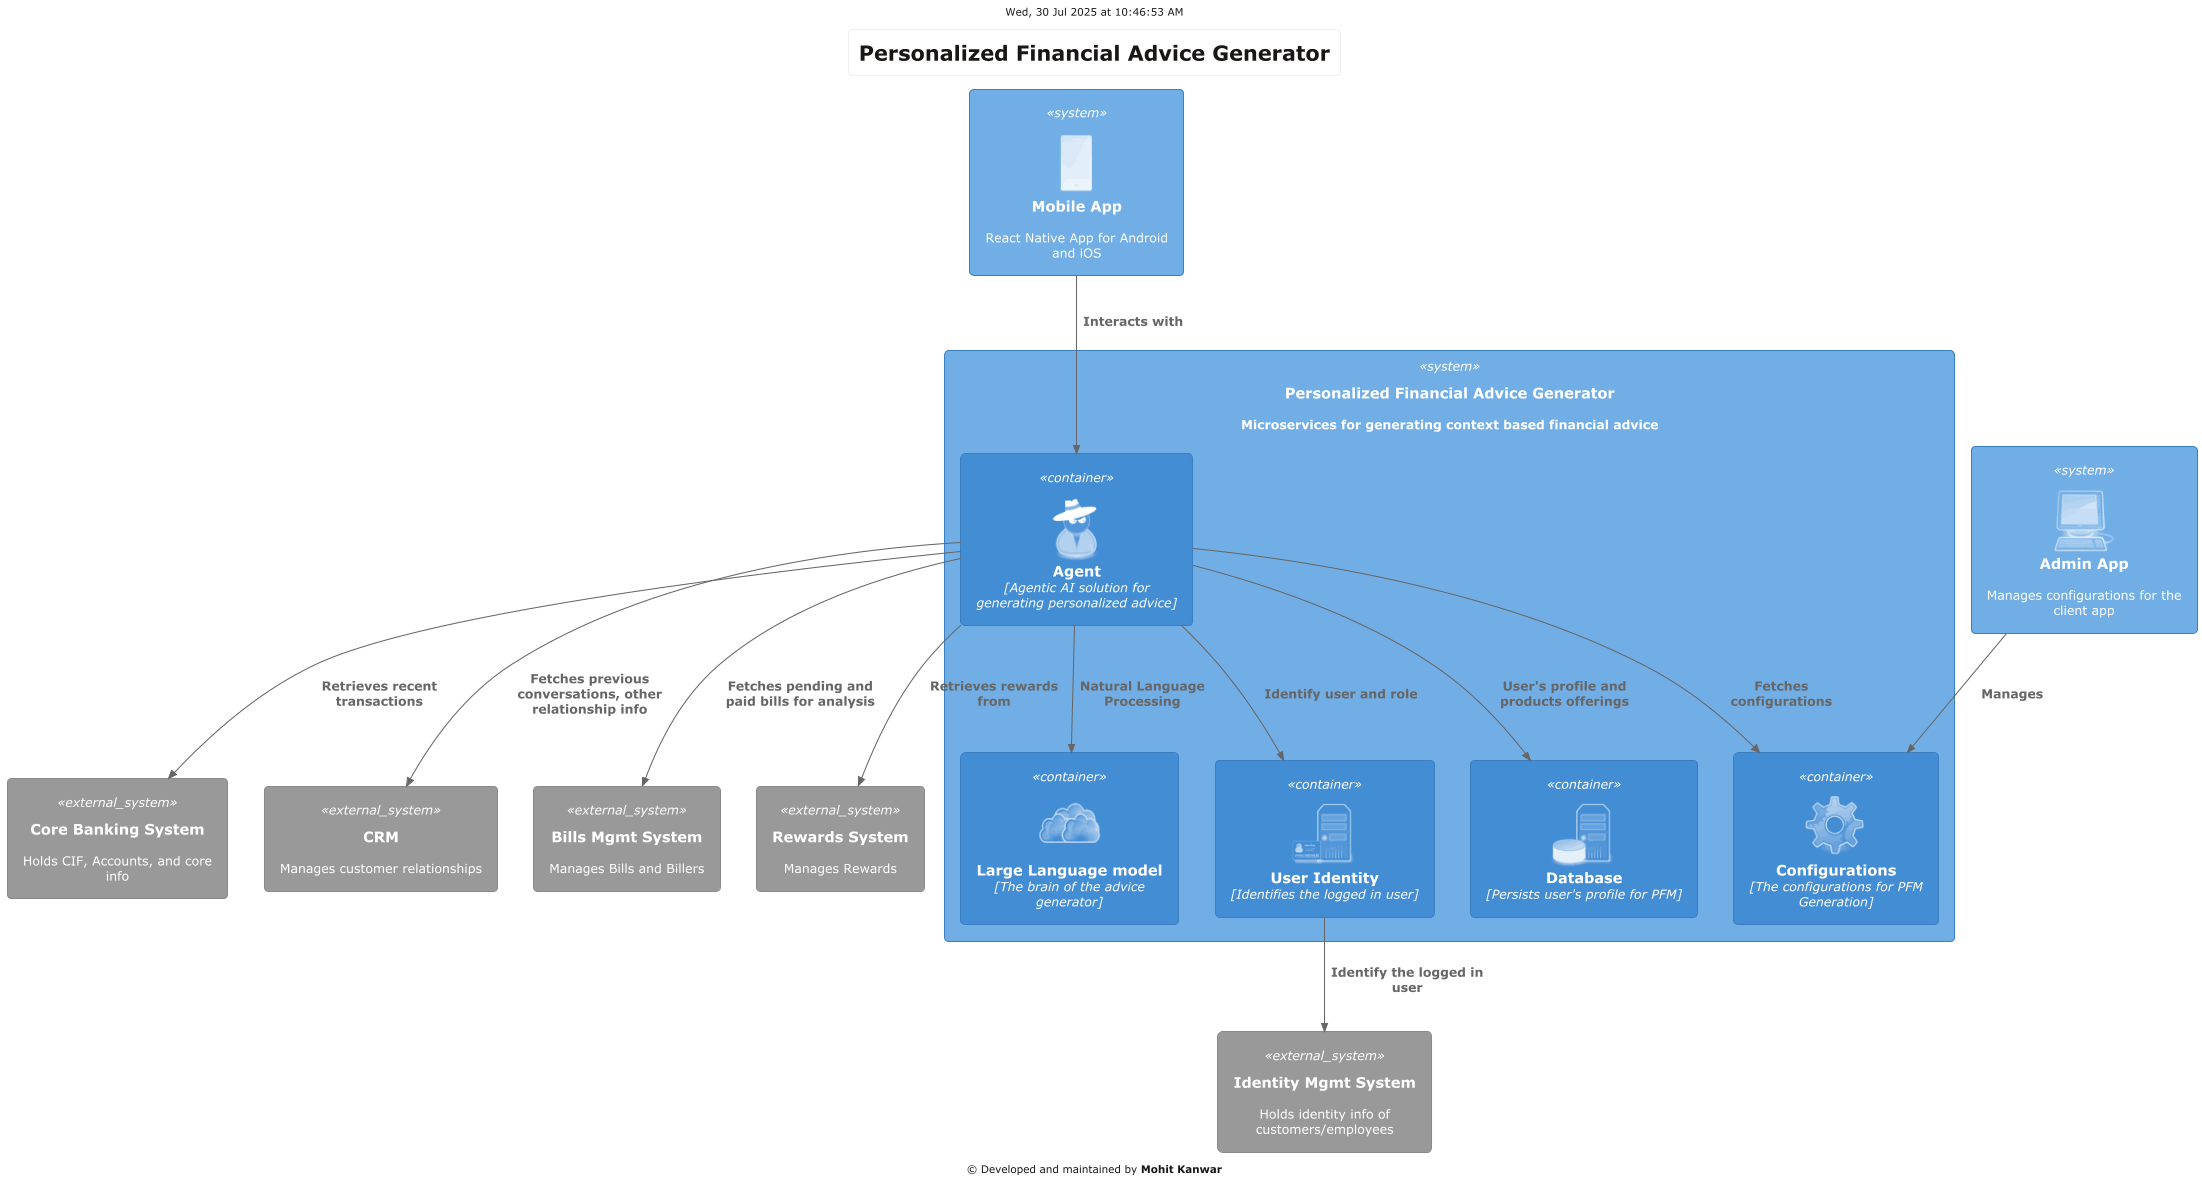 Wed, 30 Jul 2025 at 10:46:53 AM
Personalized Financial Advice Generator
«system»
Mobile App
React Native App for Android
and iOS
Interacts with
«system»
Personalized Financial Advice Generator
Microservices for generating context based financial advice
«container»
Agent
[Agentic AI solution for
generating personalized advice]
«system»
Admin App
Manages configurations for the
client app
Retrieves recent
transactions
Fetches previous
conversations, other
relationship info
Fetches pending and
paid bills for analysis
Retrieves rewards
from
Natural Language
Processing
Identify user and role
User's profile and
products offerings
Fetches
configurations
Manages
«external_system»
Core Banking System
Holds CIF, Accounts, and core
info
«external_system»
CRM
Manages customer relationships
«external_system»
Bills Mgmt System
Manages Bills and Billers
«external_system»
Rewards System
Manages Rewards
«container»
Large Language model
[The brain of the advice
generator]
«container»
User Identity
[Identifies the logged in user]
«container»
Database
[Persists user's profile for PFM]
«container»
Configurations
[The configurations for PFM
Generation]
Identify the logged in
user
«external_system»
Identity Mgmt System
Holds identity info of
customers/employees
© Developed and maintained by Mohit Kanwar